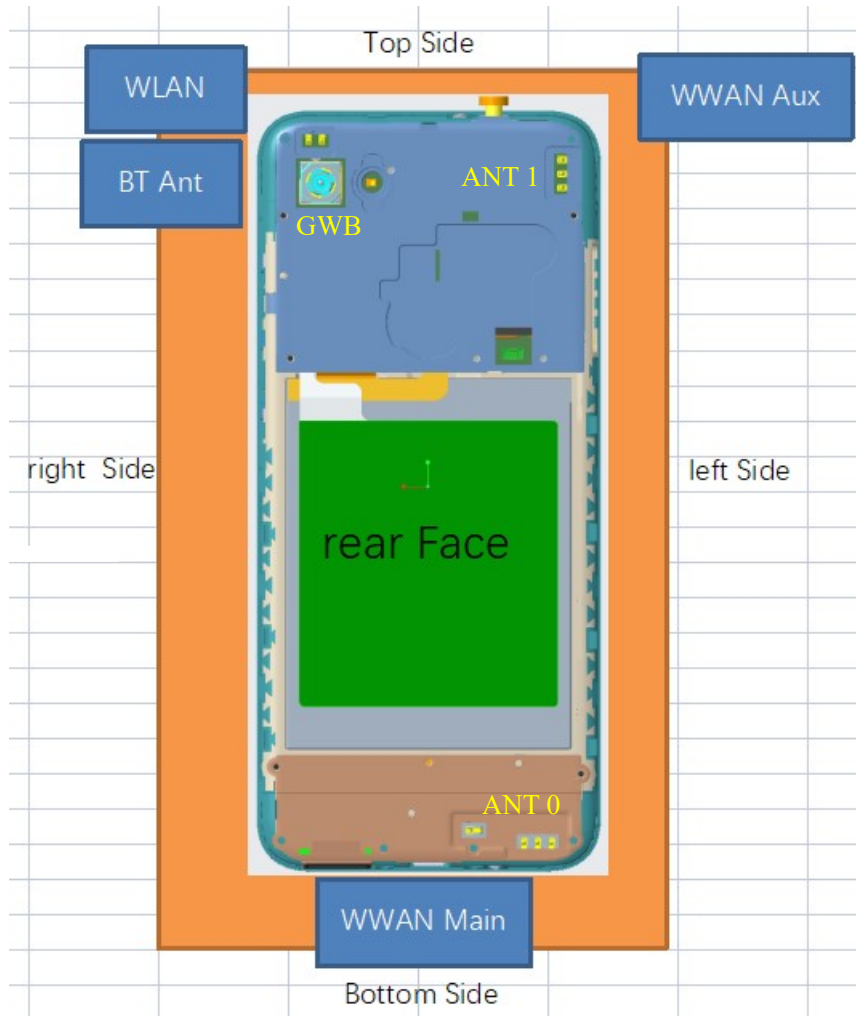 Top Side
WLAN
WWAN Aux
BT Ant
ANT 1
GWB
right  Side
left Side
rear Face
ANT 0
WWAN Main
Bottom Side